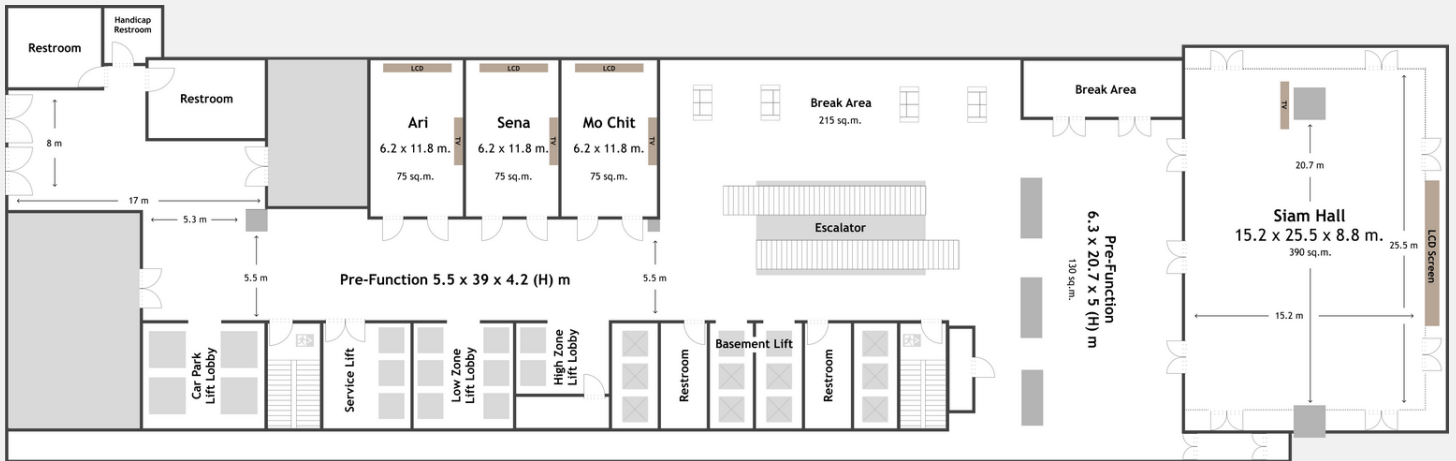 Handicap
Restroom
Restroom
Restroom
8 m
17 m
5.3 m
5.5 m
LCD
Ari
6.2 x 11.8 m.
75 sq.m.
TV
LCD
Sena
6.2 x 11.8 m.
75 sq.m.
TV
LCD
Mo Chit
6.2 x 11.8 m.
75 sq.m.
TV
Break Area
215 sq.m.
Escalator
Pre-Function 5.5 x 39 x 4.2 (H) m
5.5 m
Car Park
Lift Lobby
Service Lift
Low Zone
Lift Lobby
High Zone
Lift Lobby
Restroom
Basement Lift
Restroom
Break Area
Pre-Function
6.3 x 20.7 x 5 (H) m
130 sq.m.
TV
20.7 m
Siam Hall
15.2 x 25.5 x 8.8 m.
390 sq.m.
25.5 m
15.2 m
LCD Screen